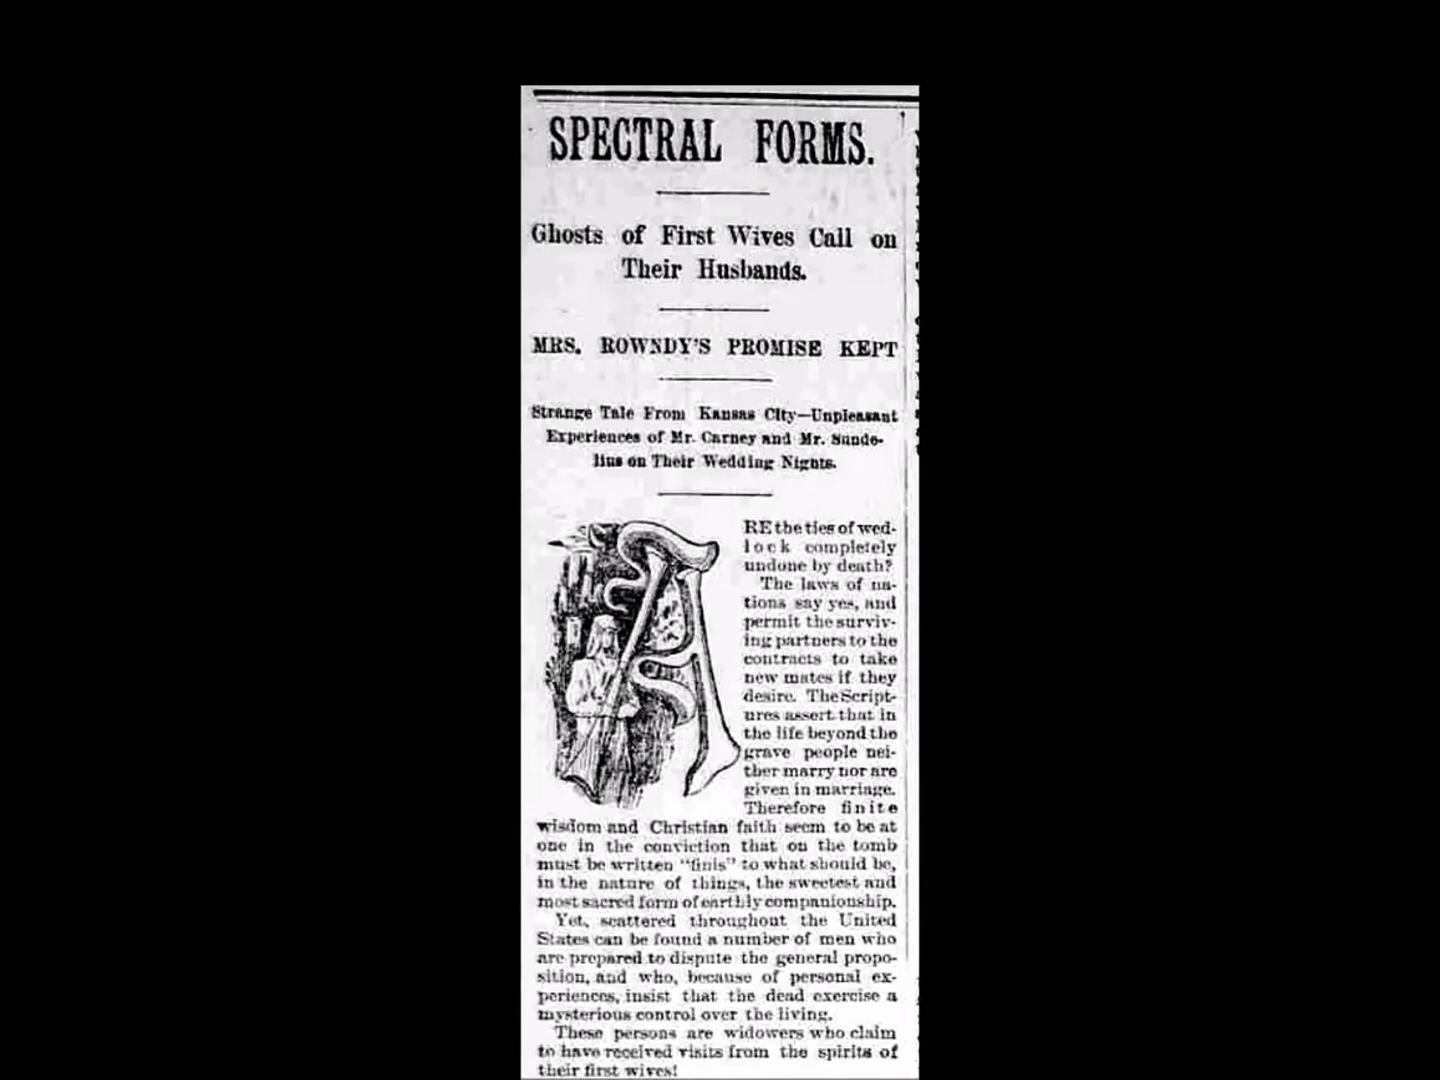 SPECTRAL FORMS.
Ghosts of First Wives Call on
Their Husbands.
MRS. ROWNDY'S PROMISE KEPT
Strange Tale From Kansas City—Unpleasant
Experiences of Mr. Carney and Mr. Sunde-
lius on Their Wedding Nights.
ARE the ties of wed-
lock completely
undone by death?
The laws of na-
tions say yes, and
permit the surviv-
ing partners to the
contracts to take
new mates if they
desire. The Script-
ures assert that in
the life beyond the
grave people nei-
ther marry nor are
given in marriage.
Therefore finite
wisdom and Christian faith seem to be at
one in the conviction that on the tomb
must be written "finis" to what should be,
in the nature of things, the sweetest and
most sacred form of earthly companionship.
Yet, scattered throughout the United
States can be found a number of men who
are prepared to dispute the general propo-
sition, and who, because of personal ex-
periences, insist that the dead exercise a
mysterious control over the living.
These persons are widowers who claim
to have received visits from the spirits of
their first wives!